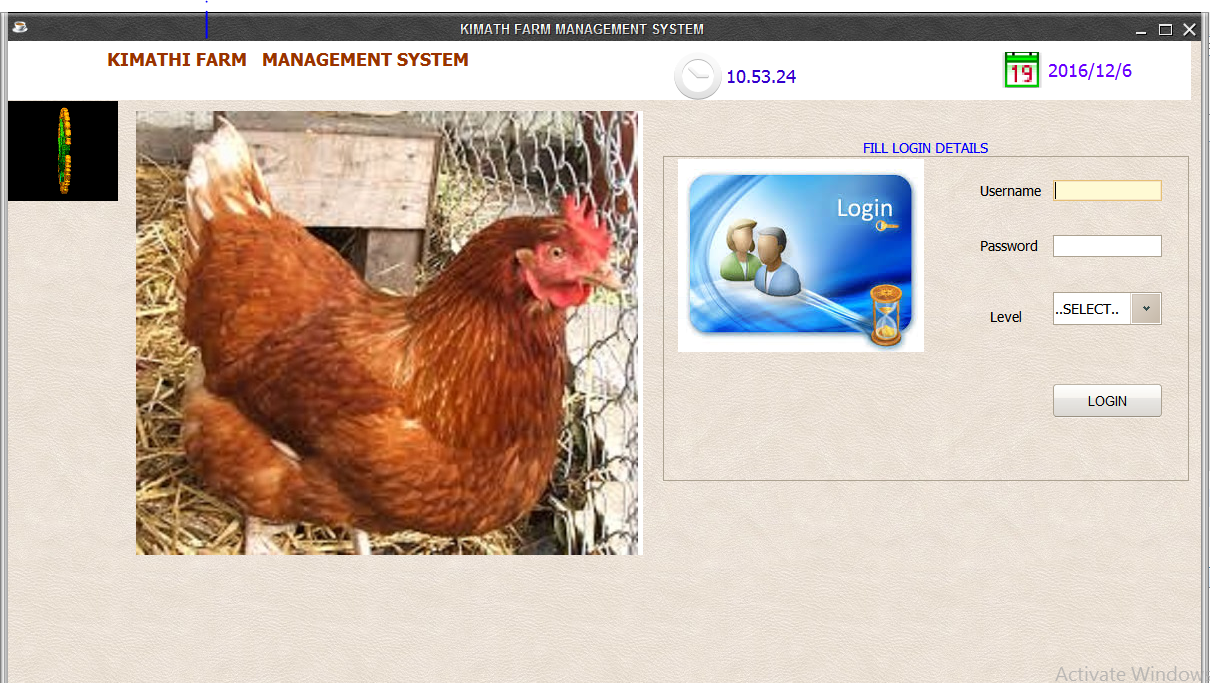 KIMATH FARM MANAGEMENT SYSTEM
KIMATHI FARM MANAGEMENT SYSTEM
10.53.24
19
2016/12/6
FILL LOGIN DETAILS
Login
Username
Password
Level
..SELECT..
LOGIN
Activate Window